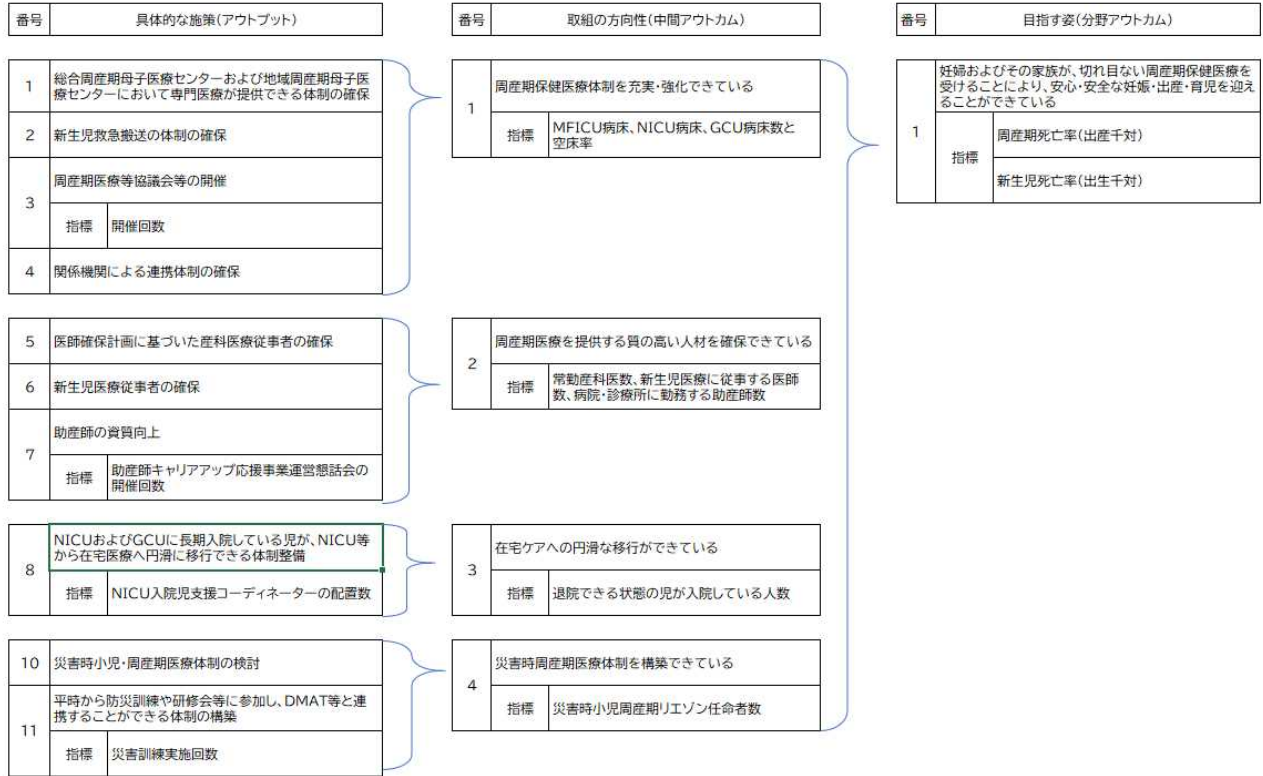 番号 具体的な施策(アウトプット)
1 総合周産期母子医療センターおよび地域周産期母子医
療センターにおいて専門医療が提供できる体制の確保
2 新生児救急搬送の体制の確保
3 周産期医療等協議会等の開催
指標 開催回数
4 関係機関による連携体制の確保
5 医師確保計画に基づいた産科医療従事者の確保
6 新生児医療従事者の確保
7 助産師の資質向上
指標 助産師キャリアアップ応援事業運営懇話会の
開催回数
8 NICUおよびGCUに長期入院している児が、NICU等
から在宅医療へ円滑に移行できる体制整備
指標 NICU入院児支援コーディネーターの配置数
10 災害時小児・周産期医療体制の検討
11 平時から防災訓練や研修会等に参加し、DMAT等と連
携することができる体制の構築
指標 災害訓練実施回数
番号 取組の方向性(中間アウトカム)
1 周産期保健医療体制を充実・強化できている
指標 MFICU病床、NICU病床、GCU病床数と
空床率
2 周産期医療を提供する質の高い人材を確保できている
指標 常勤産科医数、新生児医療に従事する医師
数、病院・診療所に勤務する助産師数
3 在宅ケアへの円滑な移行ができている
指標 退院できる状態の児が入院している人数
4 災害時周産期医療体制を構築できている
指標 災害時小児周産期リエゾン任命者数
番号 目指す姿(分野アウトカム)
1 妊婦およびその家族が、切れ目ない周産期保健医療を
受けることにより、安心・安全な妊娠・出産・育児を迎え
ることができている
指標 周産期死亡率(出産千対)
新生児死亡率(出生千対)